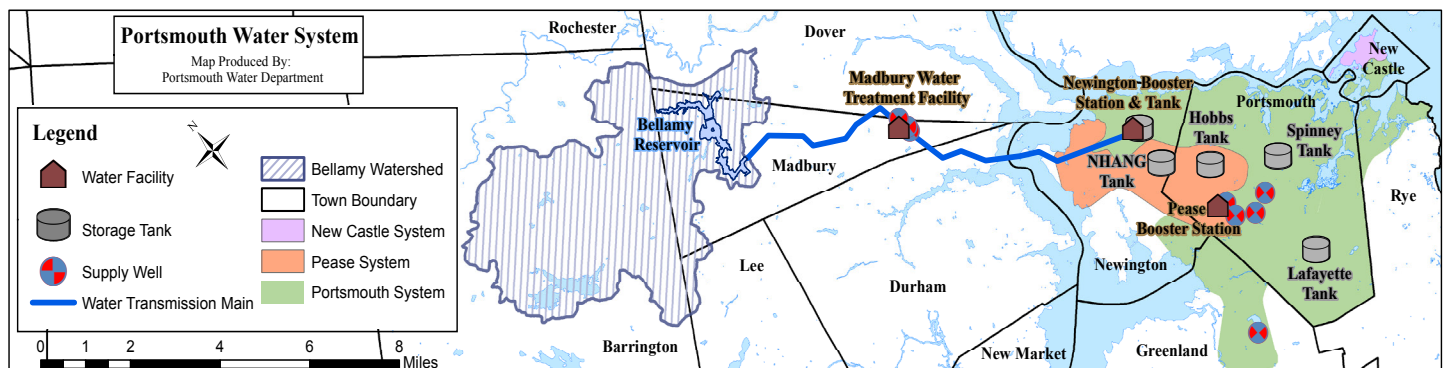 Portsmouth Water System
Map Produced By:
Portsmouth Water Department
Legend
N
Water Facility
Storage Tank
Supply Well
Water Transmission Main
Bellamy Watershed
Town Boundary
New Castle System
Pease System
Portsmouth System
0 1 2 4 6 8
Miles
Rochester
Dover
Bellamy
Reservoir
Madbury Water
Treatment Facility
Madbury
Lee
Barrington
Durham
New Market
Newington Booster
Station & Tank
NHANG
Tank
Hobbs
Tank
Portsmouth
Spinney
Tank
New
Castle
Rye
Pease
Booster Station
Newington
Lafayette
Tank
Greenland